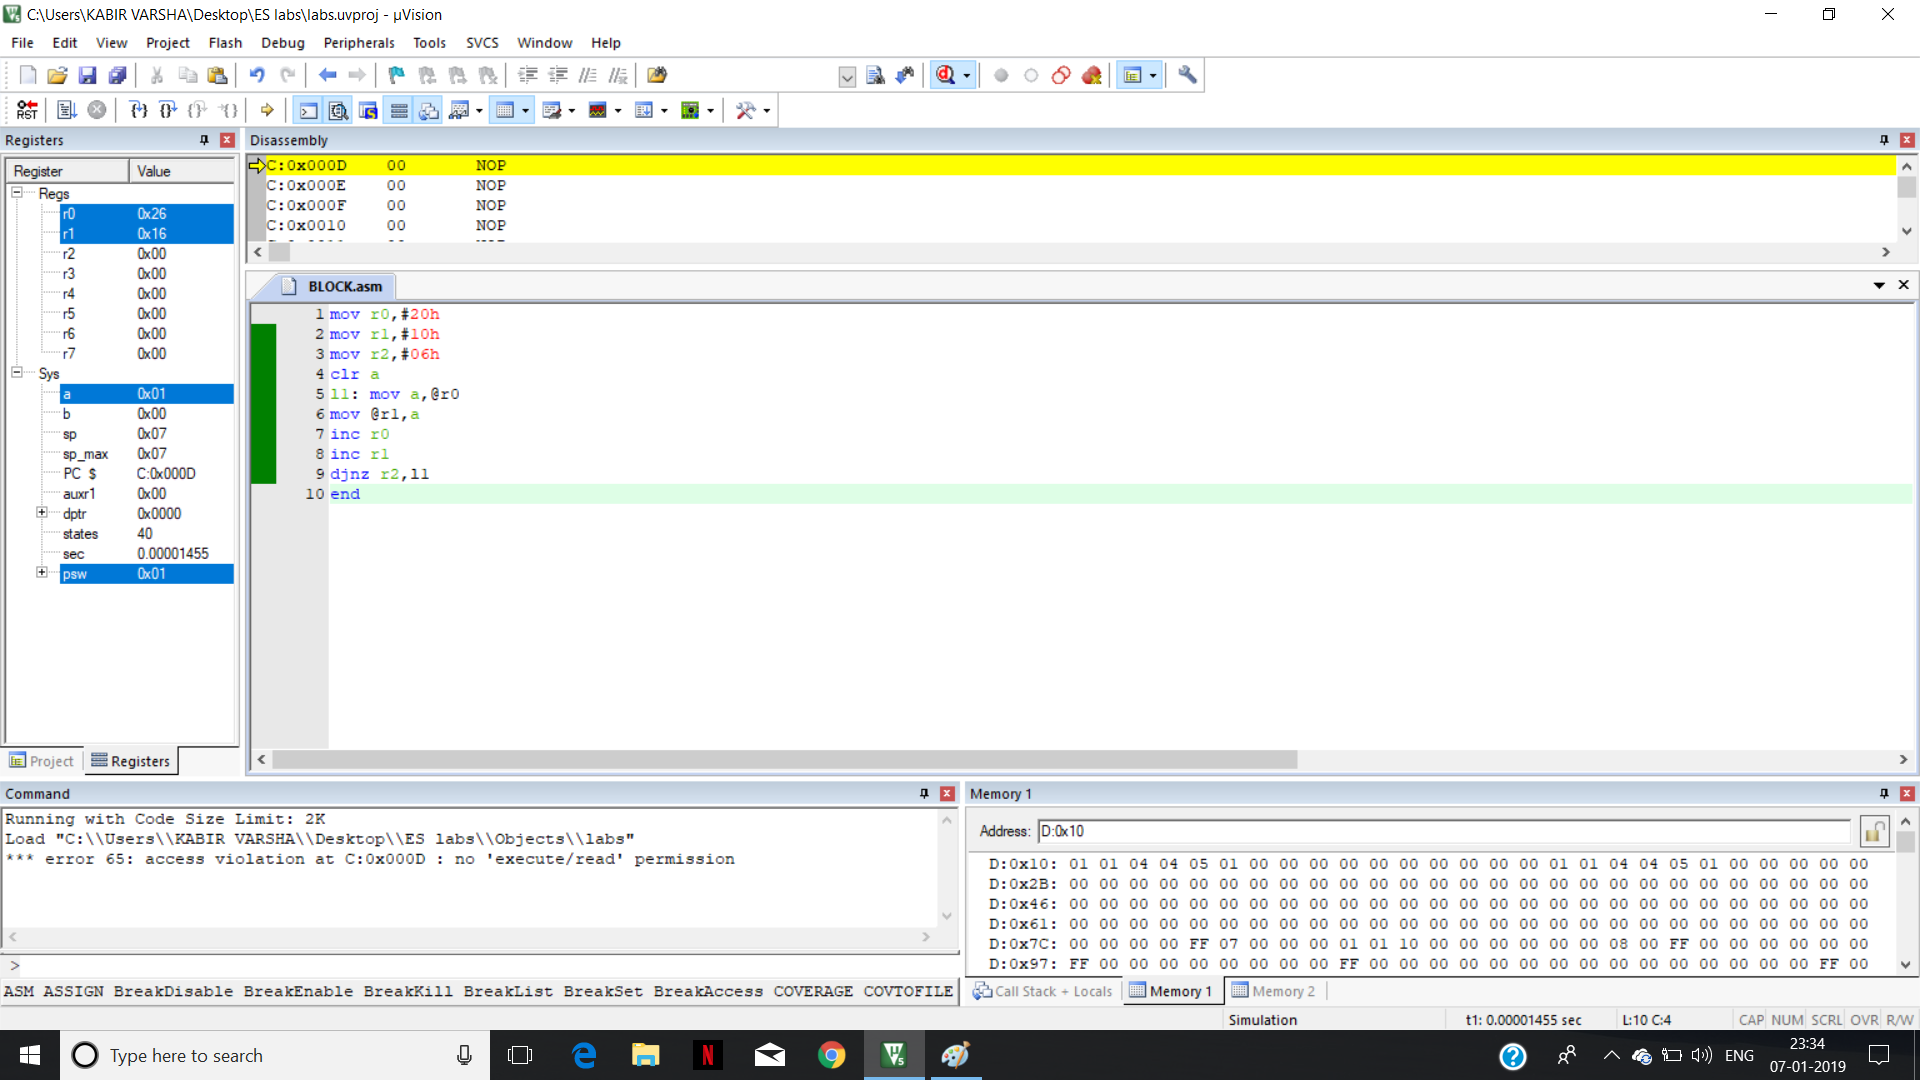 C:\Users\KABIR VARSHA\Desktop\ES labs\labs.uvproj - µVision
File Edit View Project Flash Debug Peripherals Tools SVCS Window Help
Registers
Register Value
Regs
r0 0x26
r1 0x16
r2 0x00
r3 0x00
r4 0x00
r5 0x00
r6 0x00
r7 0x00
Sys
a 0x01
b 0x00
sp 0x07
sp_max 0x07
PC $ C:0x000D
auxr1 0x00
dptr 0x0000
states 40
sec 0.00001455
psw 0x01
Project Registers
Disassembly
C:0x000D 00 NOP
C:0x000E 00 NOP
C:0x000F 00 NOP
C:0x0010 00 NOP
BLOCK.asm
1 mov r0,#20h
2 mov r1,#10h
3 mov r2,#06h
4 clr a
5 l1: mov a,@r0
6 mov @r1,a
7 inc r0
8 inc r1
9 djnz r2,l1
10 end
Command
Running with Code Size Limit: 2K
Load "C:\\Users\\KABIR VARSHA\\Desktop\\ES labs\\Objects\\labs"
*** error 65: access violation at C:0x000D : no 'execute/read' permission
>
ASM ASSIGN BreakDisable BreakEnable BreakKill BreakList BreakSet BreakAccess COVERAGE COVTOFILE
Memory 1
Address: D:0x10
D:0x10: 01 01 04 04 05 01 00 00 00 00 00 00 00 00 00 00 01 01 04 04 05 01 00 00 00 00 00
D:0x2B: 00 00 00 00 00 00 00 00 00 00 00 00 00 00 00 00 00 00 00 00 00 00 00 00 00 00 00
D:0x46: 00 00 00 00 00 00 00 00 00 00 00 00 00 00 00 00 00 00 00 00 00 00 00 00 00 00 00
D:0x61: 00 00 00 00 00 00 00 00 00 00 00 00 00 00 00 00 00 00 00 00 00 00 00 00 00 00 00
D:0x7C: 00 00 00 00 FF 07 00 00 00 01 01 10 00 00 00 00 00 00 08 00 FF 00 00 00 00 00 00
D:0x97: FF 00 00 00 00 00 00 00 00 FF 00 00 00 00 00 00 00 00 00 00 00 00 00 00 00 FF 00
Call Stack + Locals Memory 1 Memory 2
Simulation t1: 0.00001455 sec L:10 C:4 CAP NUM SCRL OVR R/W
Type here to search
ENG
23:34
07-01-2019